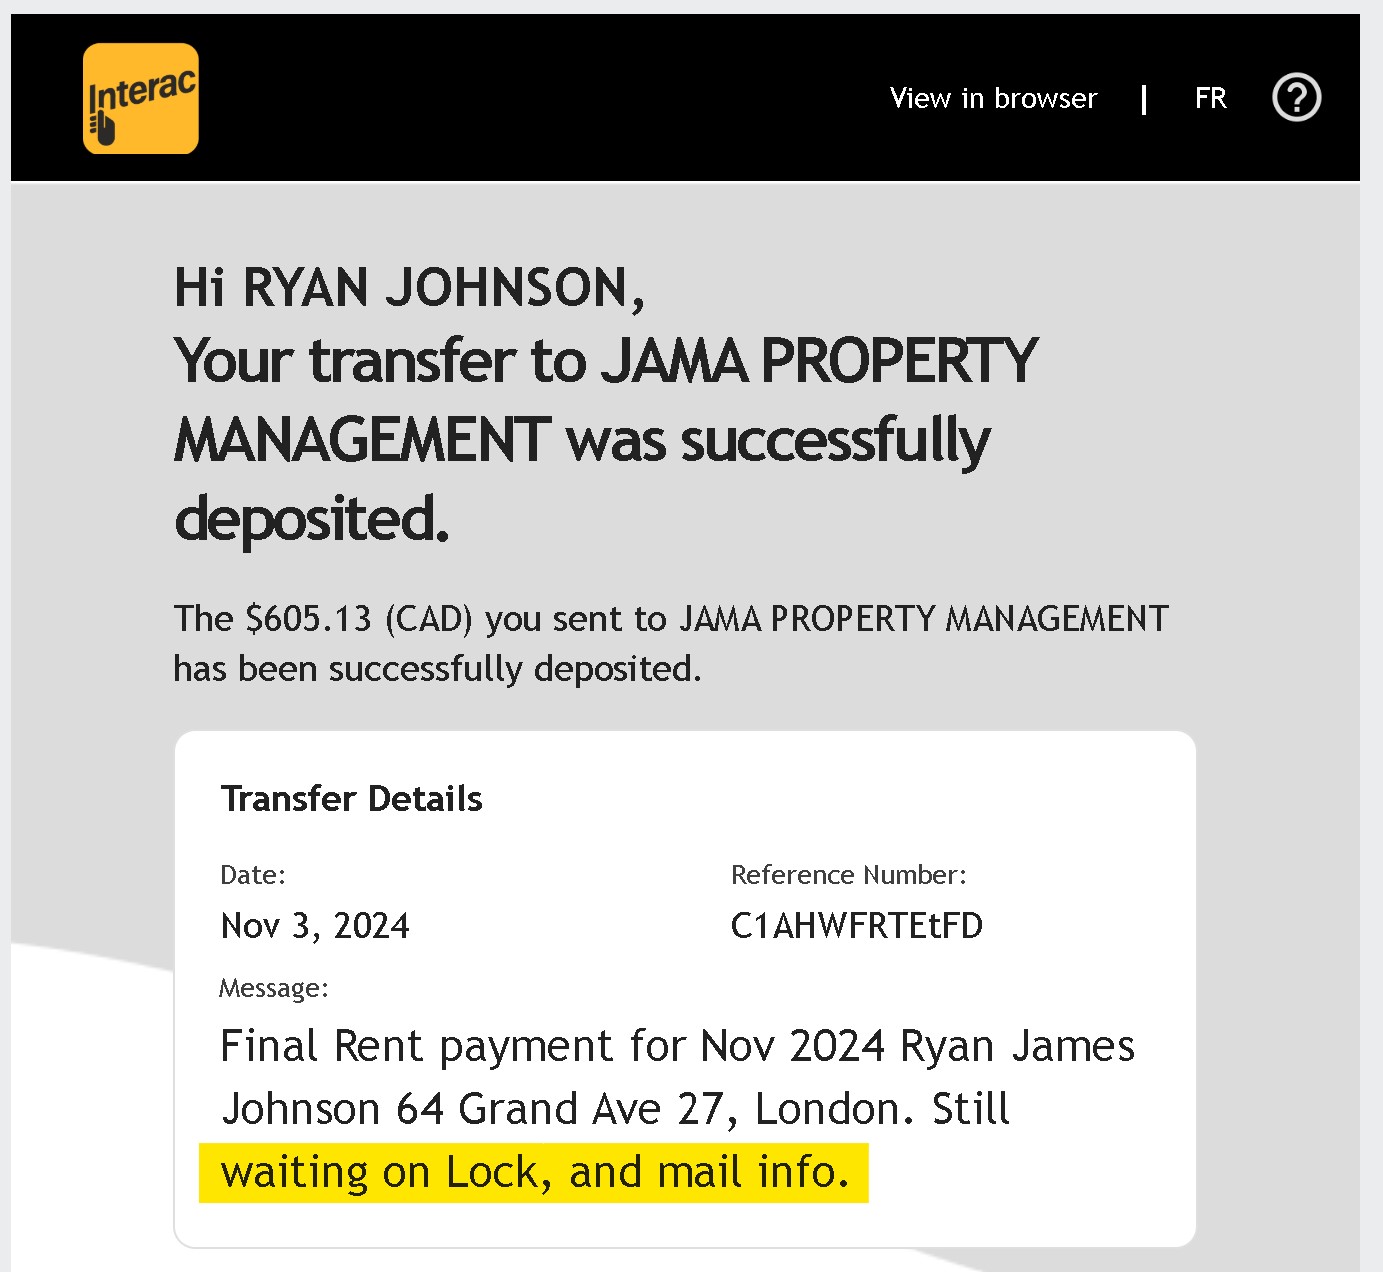 Interac
View in browser | FR ?
Hi RYAN JOHNSON,
Your transfer to JAMA PROPERTY
MANAGEMENT was successfully
deposited.
The $605.13 (CAD) you sent to JAMA PROPERTY MANAGEMENT
has been successfully deposited.
Transfer Details
Date: Reference Number:
Nov 3, 2024 C1AHWFRTEtFD
Message:
Final Rent payment for Nov 2024 Ryan James
Johnson 64 Grand Ave 27, London. Still
waiting on Lock, and mail info.